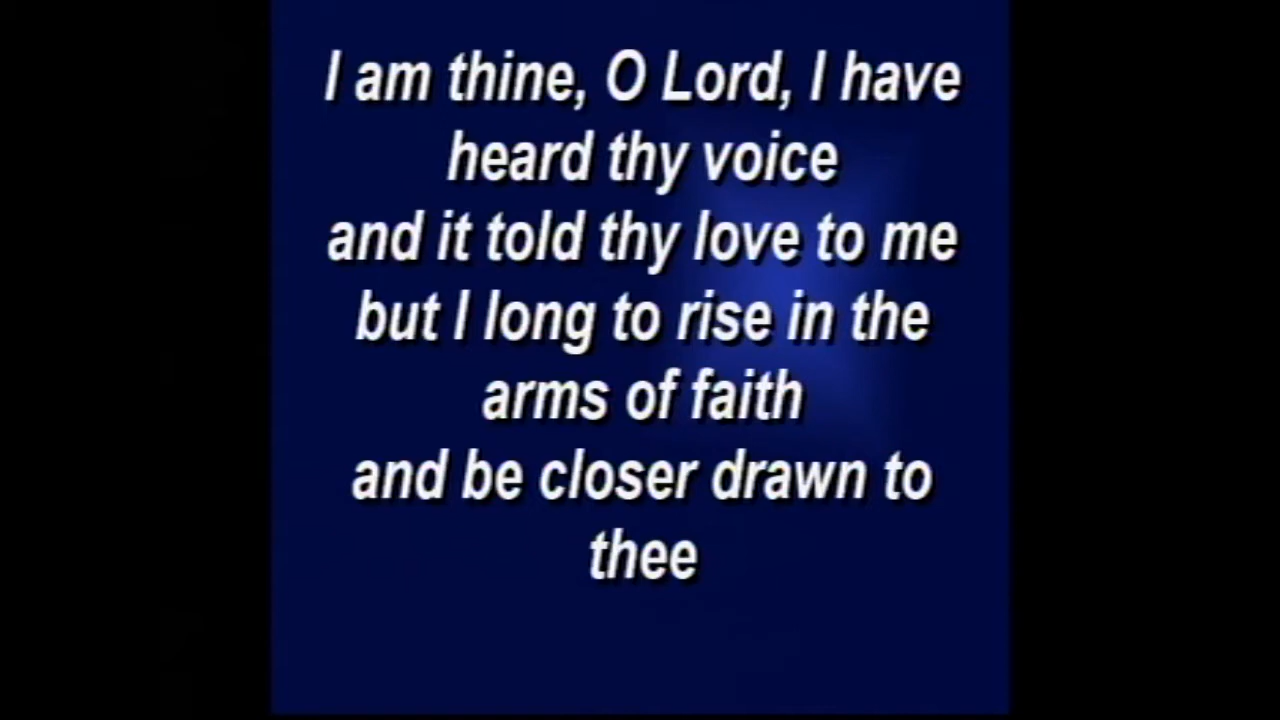 I am thine, O Lord, I have
heard thy voice
and it told thy love to me
but I long to rise in the
arms of faith
and be closer drawn to
thee